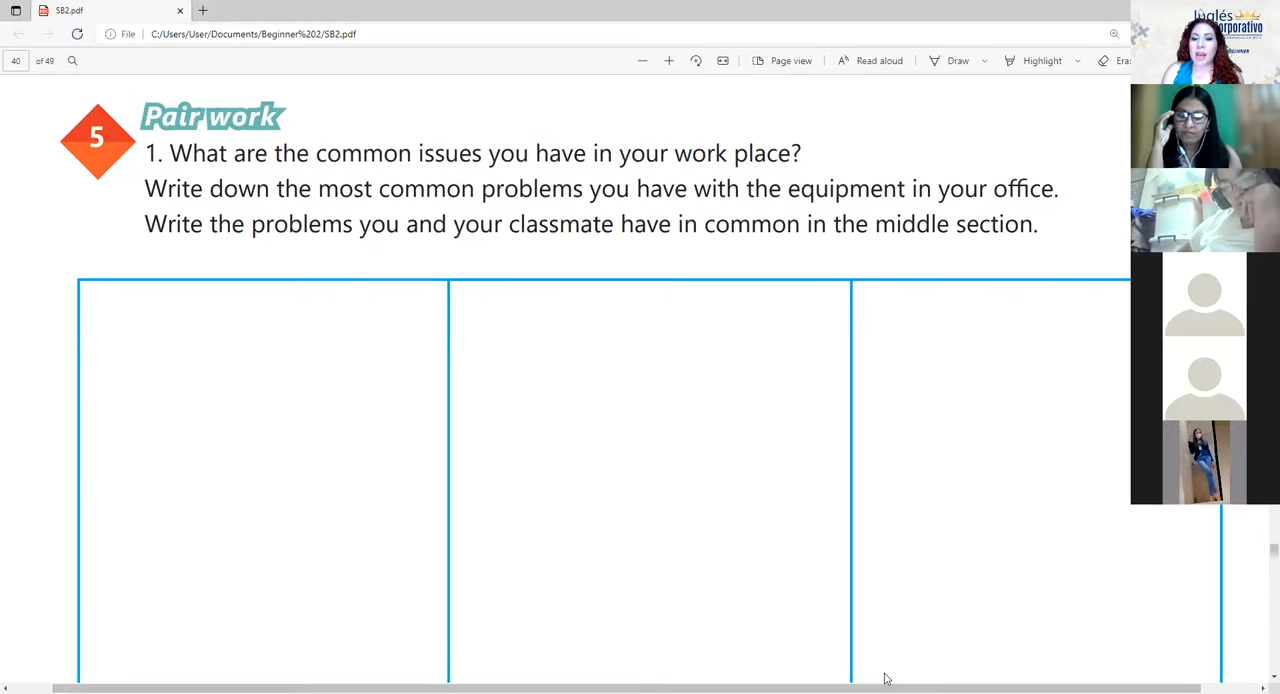 SB2.pdf
File C:/Users/User/Documents/Beginner%202/SB2.pdf
40 of 49 Page view Read aloud Draw Highlight Eras
Inglés
orporativo
5
Pair work
1. What are the common issues you have in your work place?
Write down the most common problems you have with the equipment in your office.
Write the problems you and your classmate have in common in the middle section.